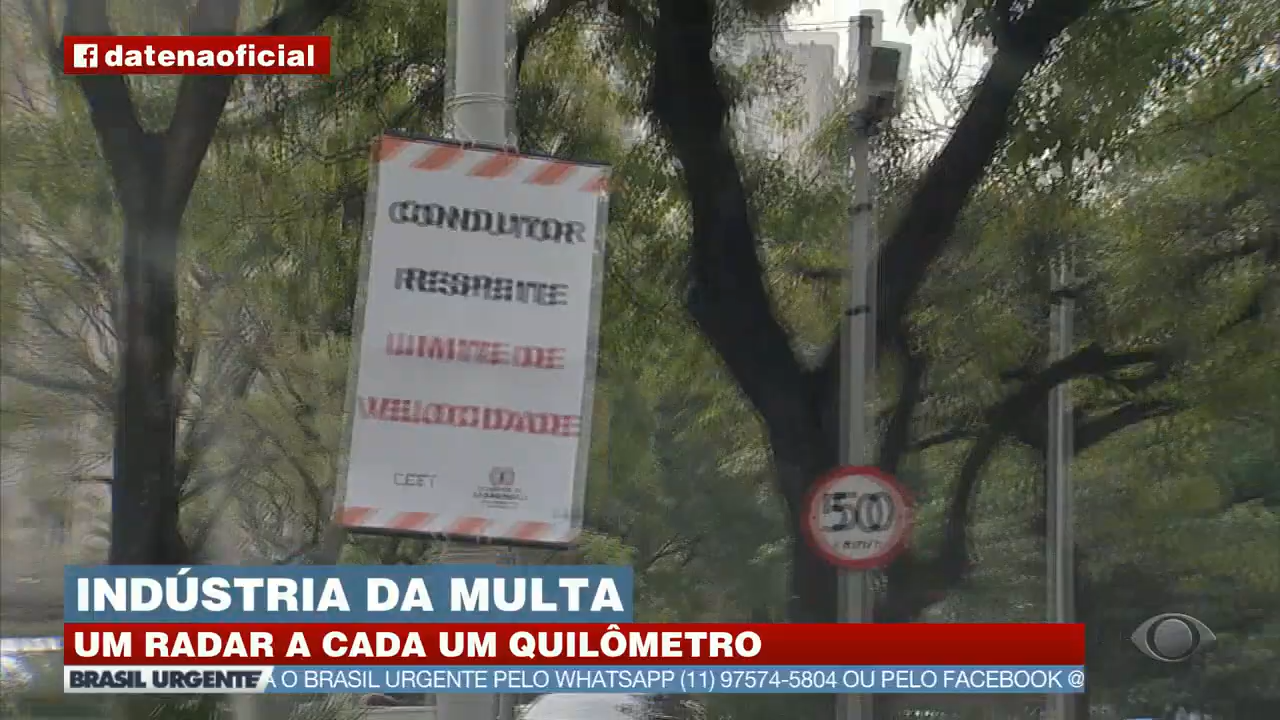 datenaoficial
CONDUTOR
RESPEITE
LIMITE DE
VELOCIDADE
CET
50
km/h
INDÚSTRIA DA MULTA
UM RADAR A CADA UM QUILÔMETRO
BRASIL URGENTE A O BRASIL URGENTE PELO WHATSAPP (11) 97574-5804 OU PELO FACEBOOK @